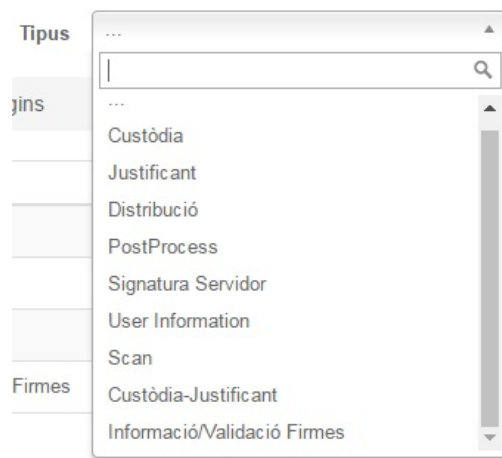 Tipus ...
...
gins
Custòdia
Justificant
Distribució
PostProcess
Signatura Servidor
User Information
Scan
Firmes
Custòdia-Justificant
Informació/Validació Firmes